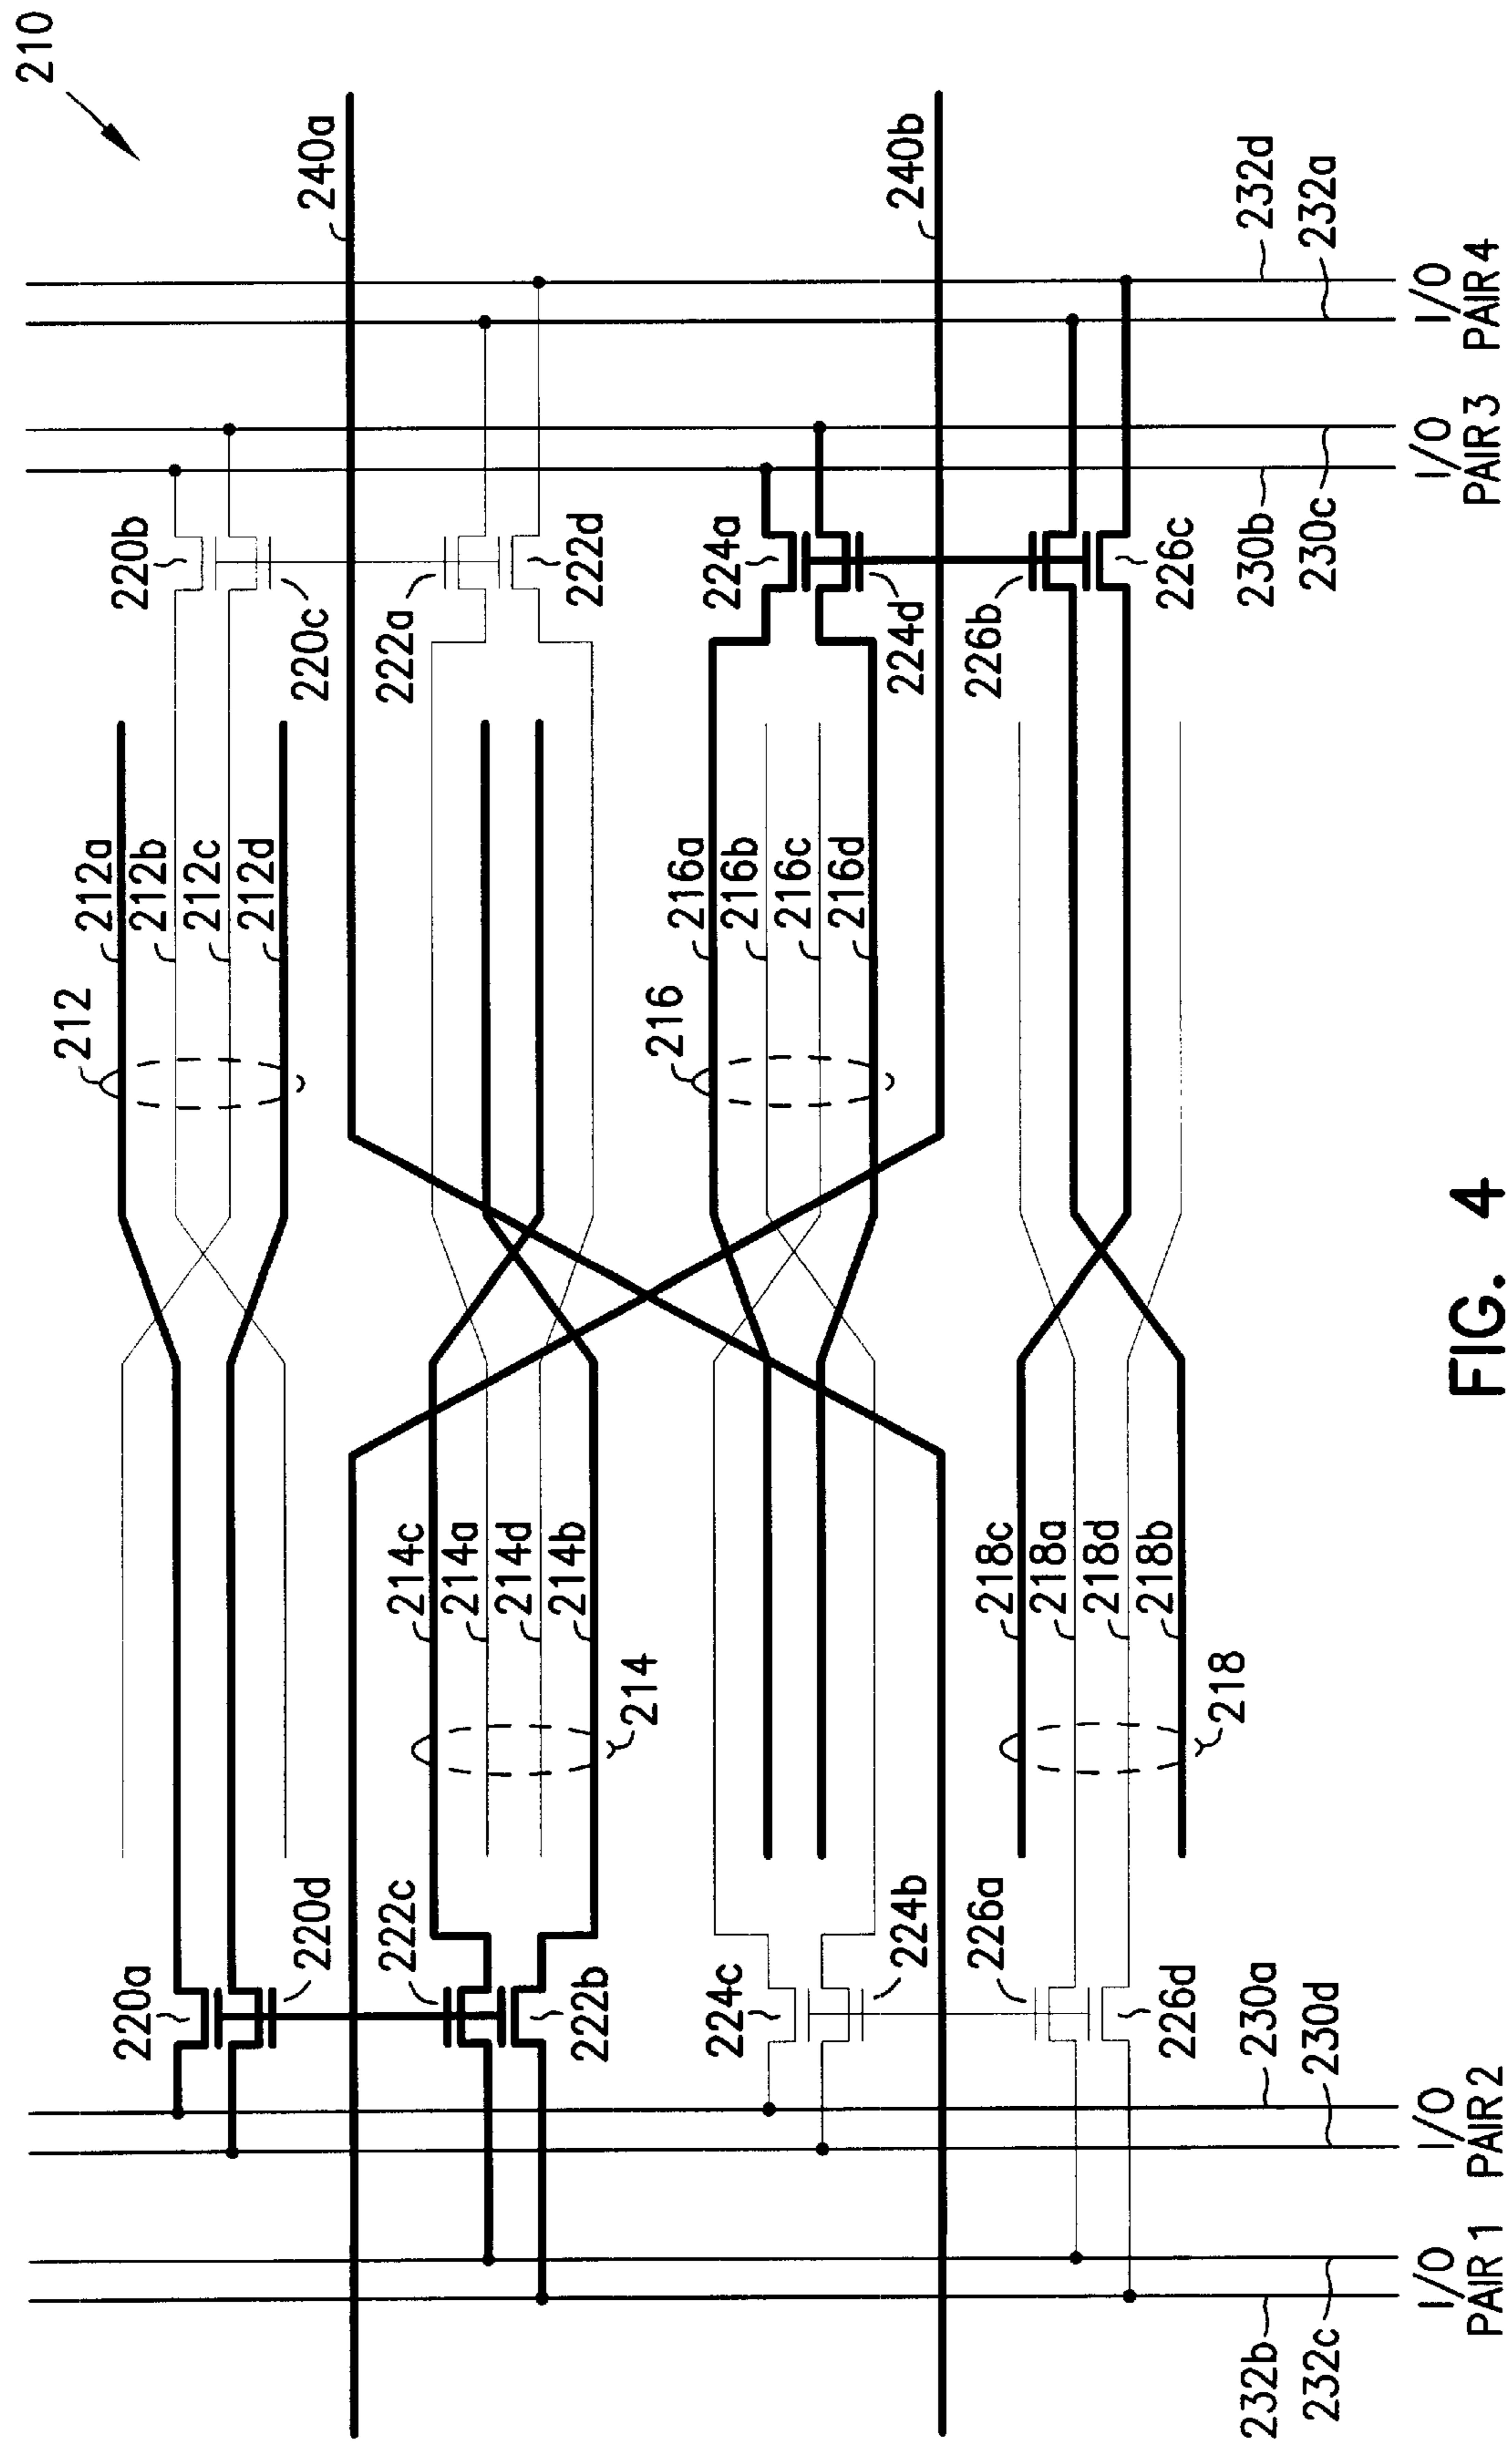 210
240a
240b
232d
232a
I/O
PAIR 4
I/O
PAIR 3
230b
230c
220b
220c
222a
222d
224a
224d
226b
226c
212
212a
212b
212c
212d
216
216a
216b
216c
216d
214c
214a
214d
214b
214
218c
218a
218d
218b
218
220a
220d
222c
222b
224c
224b
226a
226d
230a
230d
I/O
PAIR 2
I/O
PAIR 1
232b
232c
FIG. 4